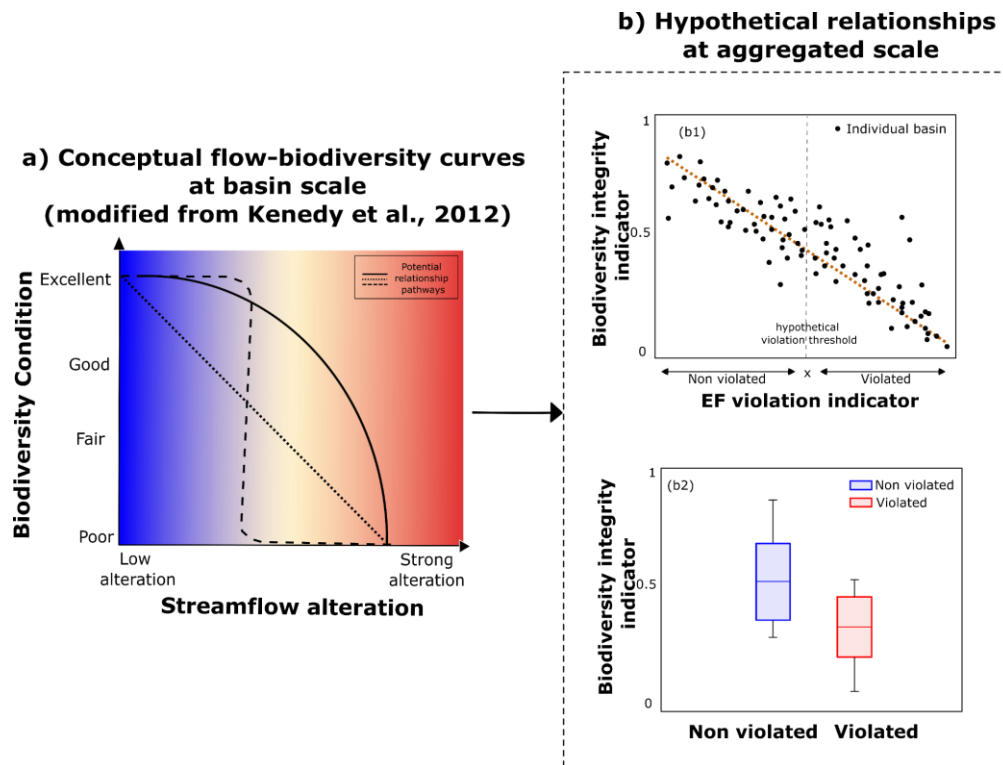 a) Conceptual flow-biodiversity curves
at basin scale
(modified from Kenedy et al., 2012)
Biodiversity Condition
Excellent
Good
Fair
Poor
Potential
relationship
pathways
Low
alteration
Strong
alteration
Streamflow alteration
b) Hypothetical relationships
at aggregated scale
(b1)
Individual basin
Biodiversity integrity
indicator
1
0.5
0
hypothetical
violation threshold
Non violated
x
Violated
EF violation indicator
(b2)
Non violated
Violated
Biodiversity integrity
indicator
1
0.5
0
Non violated
Violated